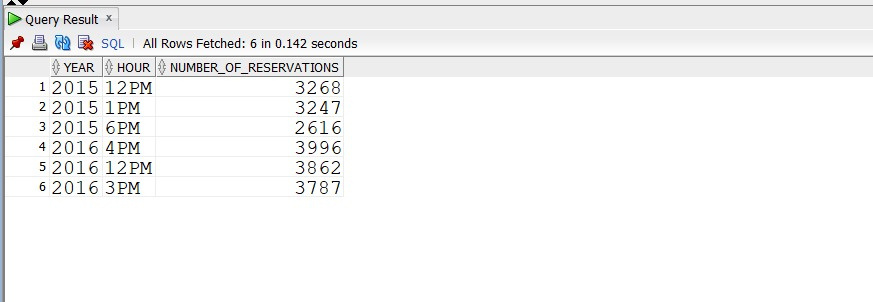 Query Result x
SQL | All Rows Fetched: 6 in 0.142 seconds
YEAR HOUR NUMBER_OF_RESERVATIONS
1 2015 12PM 3268
2 2015 1PM 3247
3 2015 6PM 2616
4 2016 4PM 3996
5 2016 12PM 3862
6 2016 3PM 3787